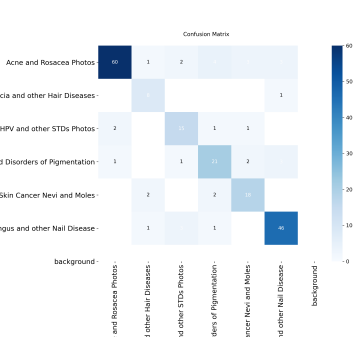 Confusion Matrix
Acne and Rosacea Photos 60 1 2
cia and other Hair Diseases 1
HPV and other STDs Photos 2 1 1
d Disorders of Pigmentation 1 1 21 2
Skin Cancer Nevi and Moles 2 2
ngus and other Nail Disease 1 1 46
background
and Rosacea Photos
d other Hair Diseases
nd other STDs Photos
ders of Pigmentation
ancer Nevi and Moles
nd other Nail Disease
background
60
50
40
30
20
10
0